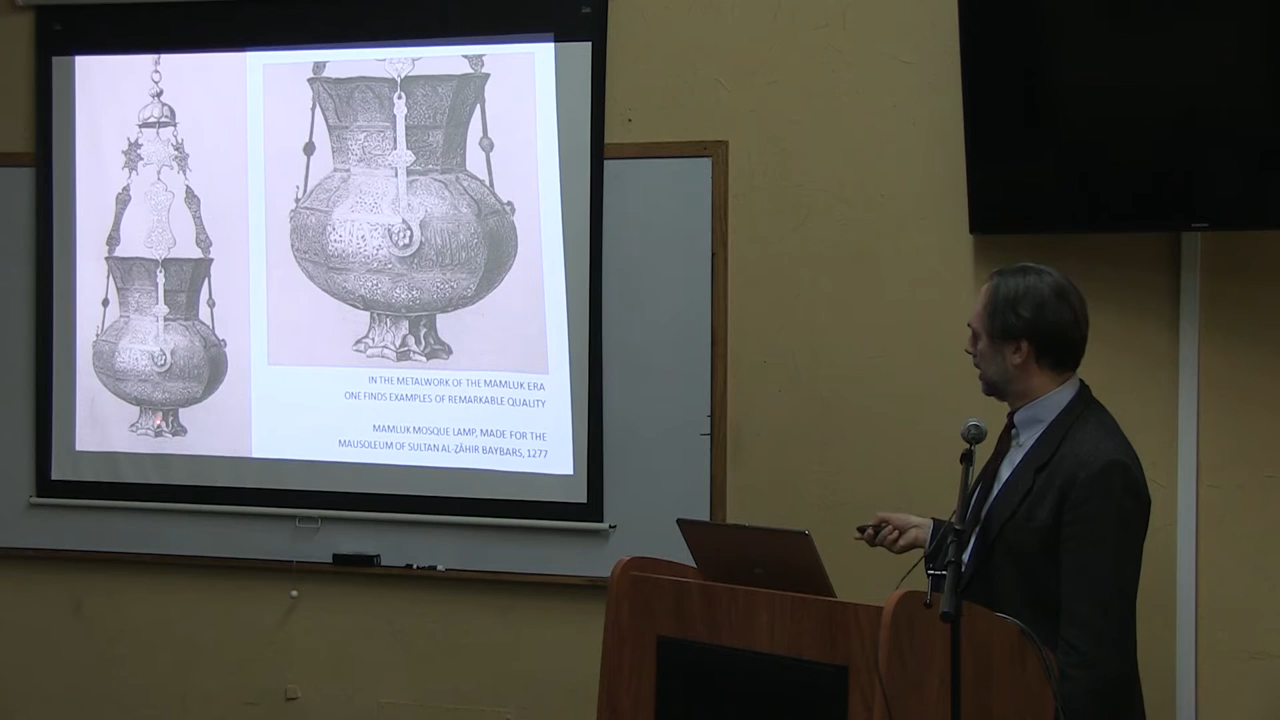 IN THE METALWORK OF THE MAMLUK ERA
ONE FINDS EXAMPLES OF REMARKABLE QUALITY
MAMLUK MOSQUE LAMP, MADE FOR THE
MAUSOLEUM OF SULTAN AL-ẒĀHIR BAYBARS, 1277